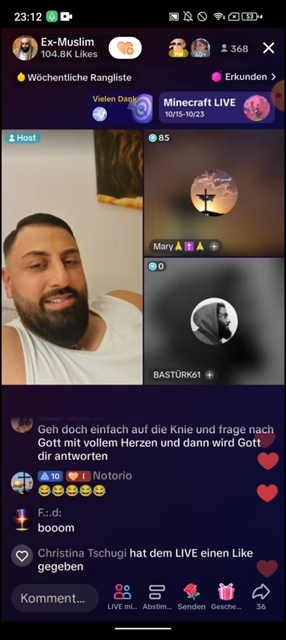 23:12
53
Ex-Muslim
104.8K Likes
368
Wöchentliche Rangliste
Erkunden >
Vielen Dank
Minecraft LIVE
10/15-10/23
Host
85
Mary🙏✝️🙏
0
BASTÜRK61
Geh doch einfach auf die Knie und frage nach
Gott mit vollem Herzen und dann wird Gott
dir antworten
10 I Notorio
😂😂😂😂😂
F.:.d:
booom
Christina Tschugi hat dem LIVE einen Like
gegeben
Komment...
LIVE mi...
Abstim...
Senden
Gesche...
36